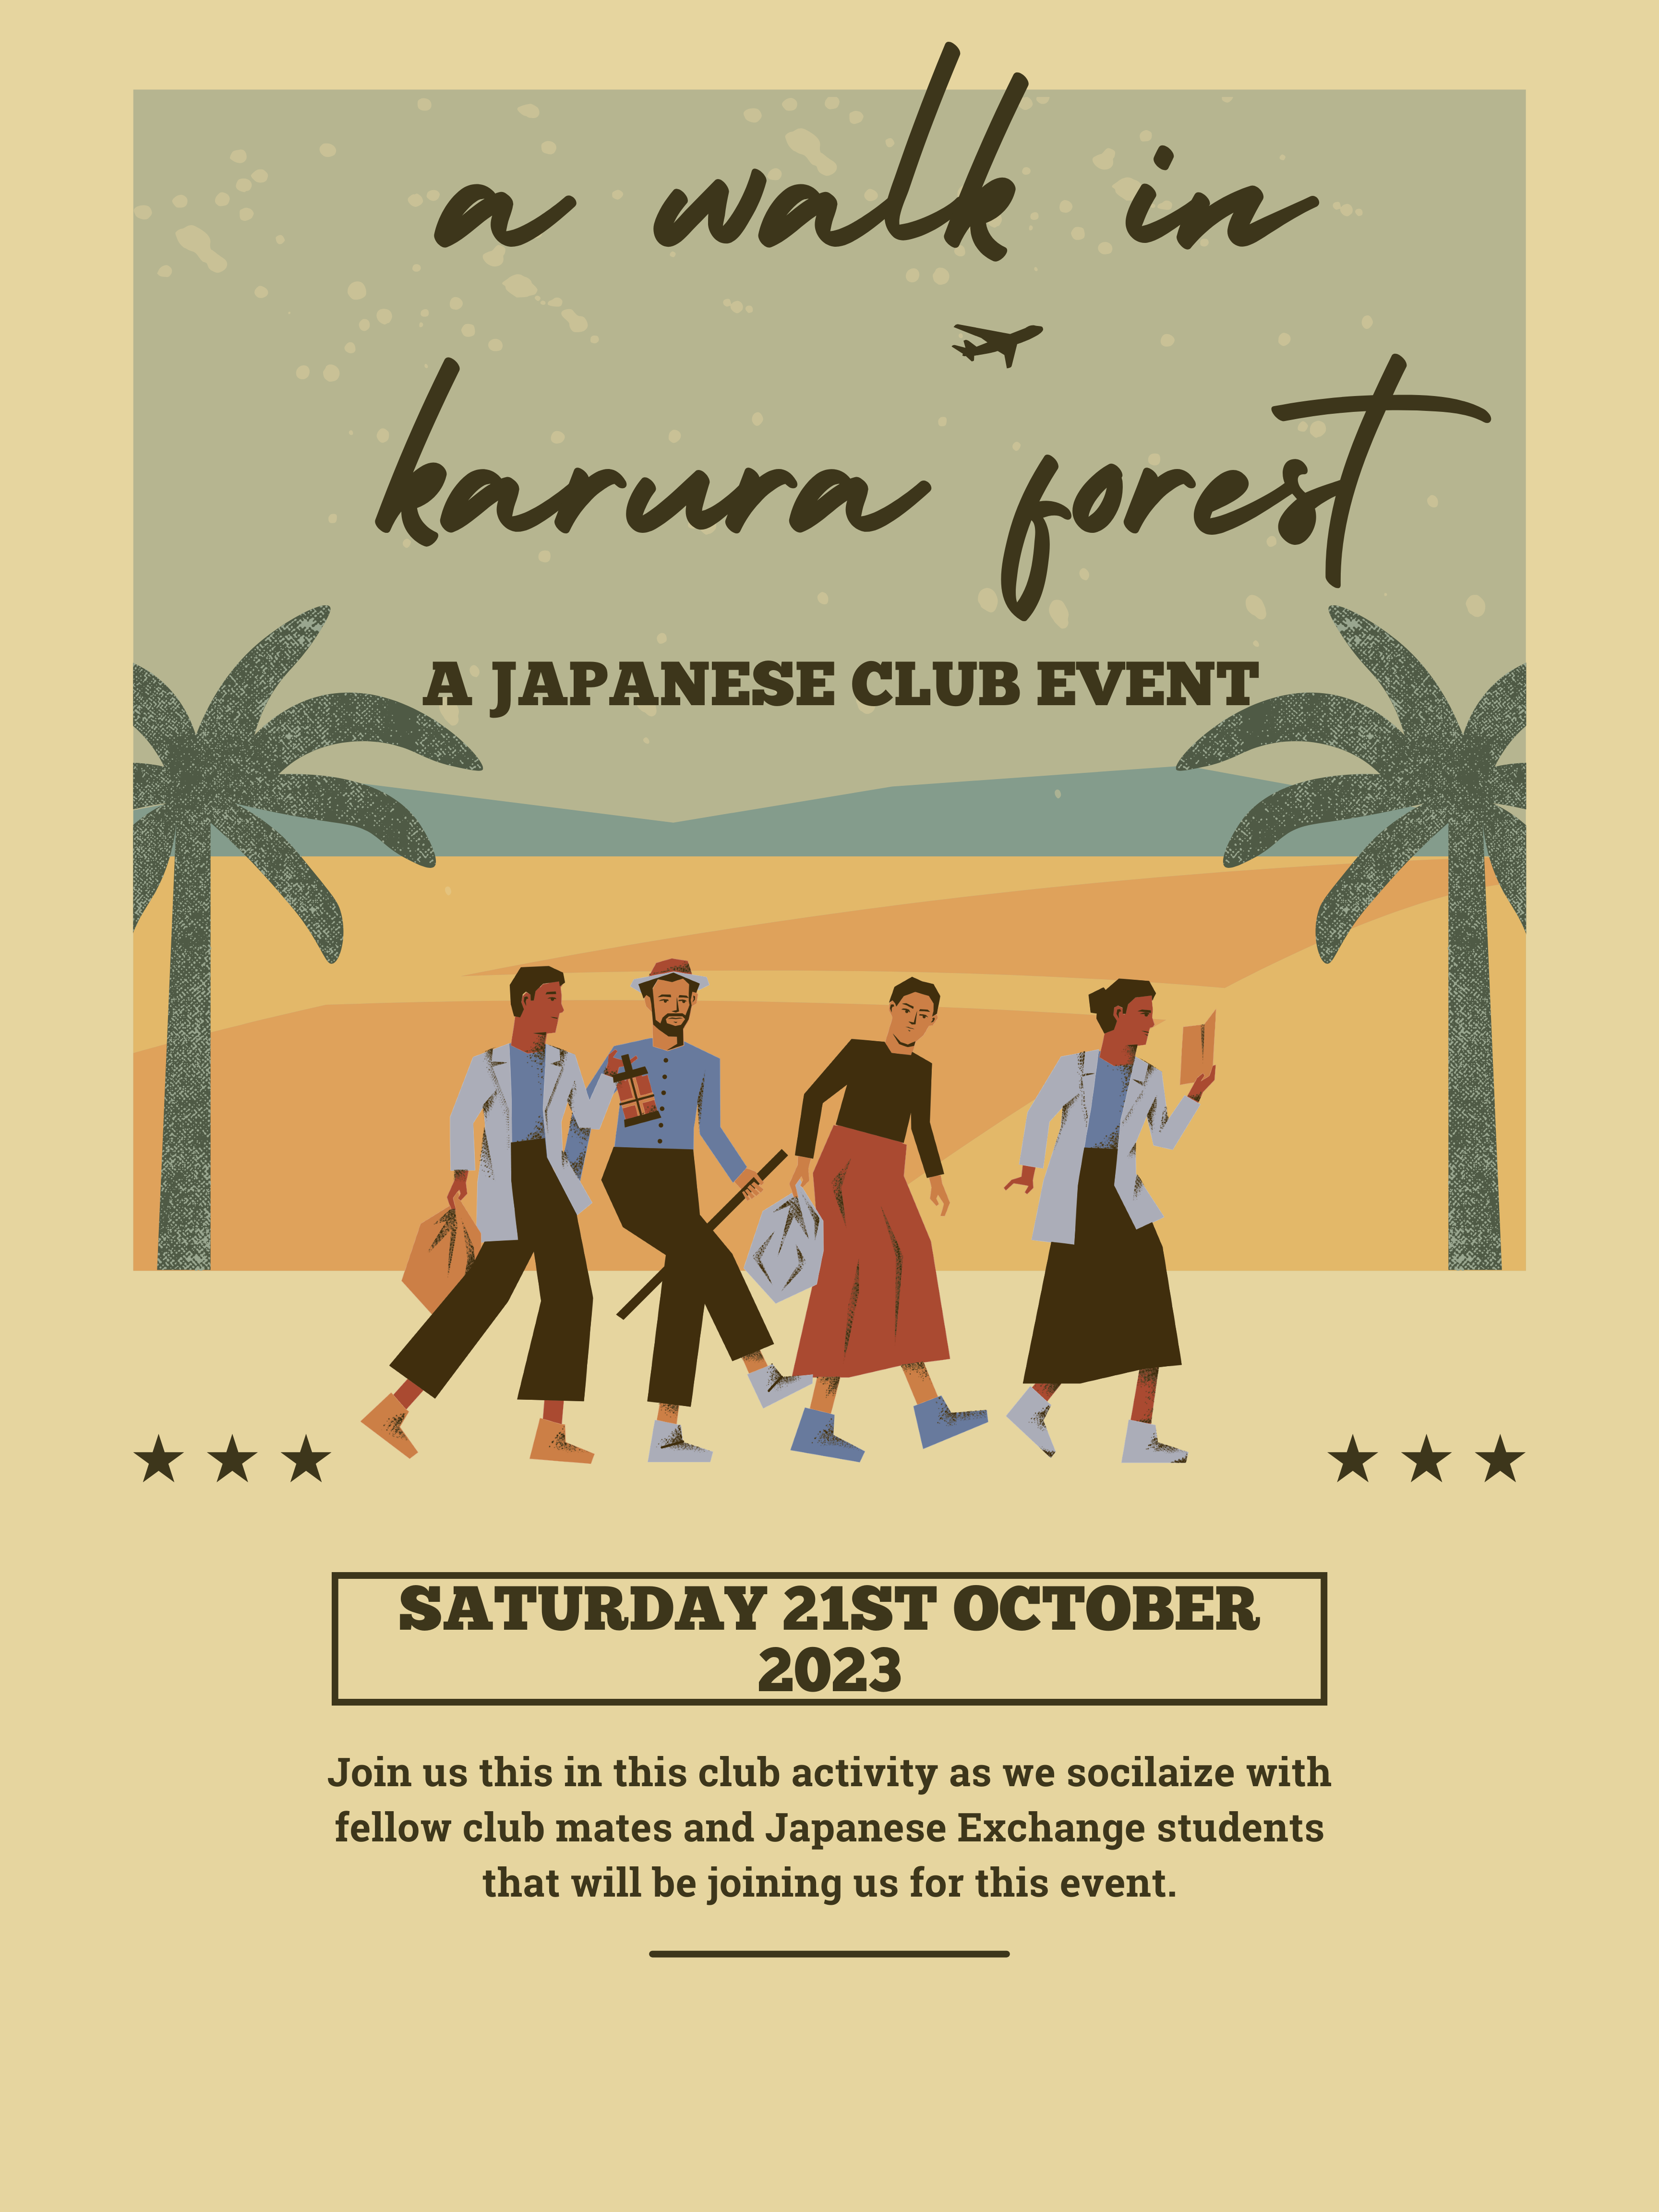 a walk in
karura forest
A JAPANESE CLUB EVENT
SATURDAY 21ST OCTOBER
2023
Join us this in this club activity as we socilaize with
fellow club mates and Japanese Exchange students
that will be joining us for this event.